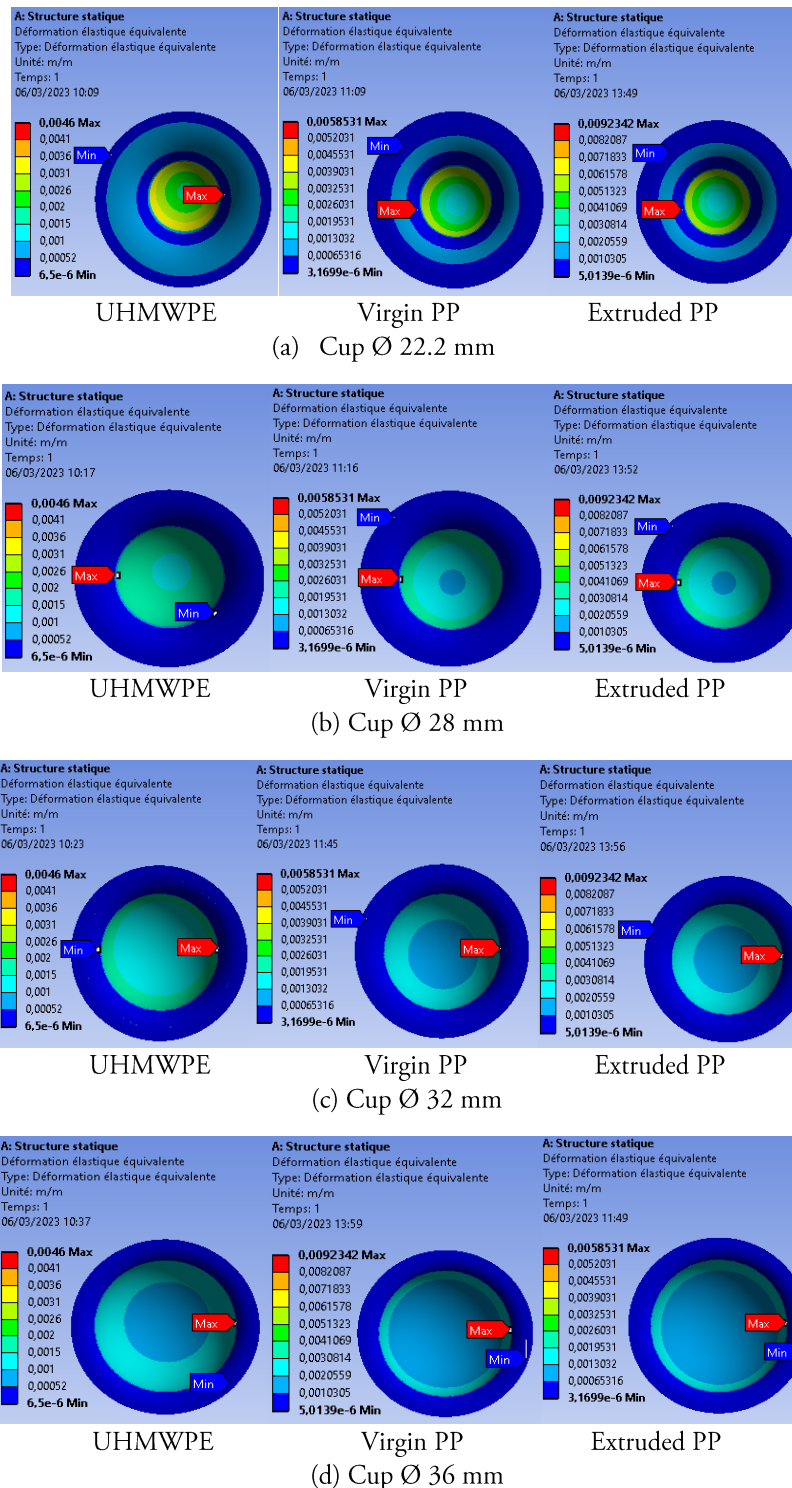 A: Structure statique
Déformation élastique équivalente
Type: Déformation élastique équivalente
Unité: m/m
Temps: 1
06/03/2023 10:09
0,0046 Max
0,0041
0,0036
0,0031
0,0026
0,002
0,0015
0,001
0,00052
6,5e-6 Min
Min
Max
UHMWPE
A: Structure statique
Déformation élastique équivalente
Type: Déformation élastique équivalente
Unité: m/m
Temps: 1
06/03/2023 11:09
0,0058531 Max
0,0052031
0,0045531
0,0039031
0,0032531
0,0026031
0,0019531
0,0013032
0,00065316
3,1699e-6 Min
Min
Max
Virgin PP
A: Structure statique
Déformation élastique équivalente
Type: Déformation élastique équivalente
Unité: m/m
Temps: 1
06/03/2023 13:49
0,0092342 Max
0,0082087
0,0071833
0,0061578
0,0051323
0,0041069
0,0030814
0,0020559
0,0010305
5,0139e-6 Min
Min
Max
Extruded PP
(a) Cup Ø 22.2 mm
A: Structure statique
Déformation élastique équivalente
Type: Déformation élastique équivalente
Unité: m/m
Temps: 1
06/03/2023 10:17
0,0046 Max
0,0041
0,0036
0,0031
0,0026
0,002
0,0015
0,001
0,00052
6,5e-6 Min
Max
Min
UHMWPE
A: Structure statique
Déformation élastique équivalente
Type: Déformation élastique équivalente
Unité: m/m
Temps: 1
06/03/2023 11:16
0,0058531 Max
0,0052031
0,0045531
0,0039031
0,0032531
0,0026031
0,0019531
0,0013032
0,00065316
3,1699e-6 Min
Min
Max
Virgin PP
A: Structure statique
Déformation élastique équivalente
Type: Déformation élastique équivalente
Unité: m/m
Temps: 1
06/03/2023 13:52
0,0092342 Max
0,0082087
0,0071833
0,0061578
0,0051323
0,0041069
0,0030814
0,0020559
0,0010305
5,0139e-6 Min
Min
Max
Extruded PP
(b) Cup Ø 28 mm
A: Structure statique
Déformation élastique équivalente
Type: Déformation élastique équivalente
Unité: m/m
Temps: 1
06/03/2023 10:23
0,0046 Max
0,0041
0,0036
0,0031
0,0026
0,002
0,0015
0,001
0,00052
6,5e-6 Min
Min
Max
UHMWPE
A: Structure statique
Déformation élastique équivalente
Type: Déformation élastique équivalente
Unité: m/m
Temps: 1
06/03/2023 11:45
0,0058531 Max
0,0052031
0,0045531
0,0039031
0,0032531
0,0026031
0,0019531
0,0013032
0,00065316
3,1699e-6 Min
Min
Max
Virgin PP
A: Structure statique
Déformation élastique équivalente
Type: Déformation élastique équivalente
Unité: m/m
Temps: 1
06/03/2023 13:56
0,0092342 Max
0,0082087
0,0071833
0,0061578
0,0051323
0,0041069
0,0030814
0,0020559
0,0010305
5,0139e-6 Min
Min
Max
Extruded PP
(c) Cup Ø 32 mm
A: Structure statique
Déformation élastique équivalente
Type: Déformation élastique équivalente
Unité: m/m
Temps: 1
06/03/2023 10:37
0,0046 Max
0,0041
0,0036
0,0031
0,0026
0,002
0,0015
0,001
0,00052
6,5e-6 Min
Max
Min
UHMWPE
A: Structure statique
Déformation élastique équivalente
Type: Déformation élastique équivalente
Unité: m/m
Temps: 1
06/03/2023 13:59
0,0092342 Max
0,0082087
0,0071833
0,0061578
0,0051323
0,0041069
0,0030814
0,0020559
0,0010305
5,0139e-6 Min
Max
Min
Virgin PP
A: Structure statique
Déformation élastique équivalente
Type: Déformation élastique équivalente
Unité: m/m
Temps: 1
06/03/2023 11:49
0,0058531 Max
0,0052031
0,0045531
0,0039031
0,0032531
0,0026031
0,0019531
0,0013032
0,00065316
3,1699e-6 Min
Max
Min
Extruded PP
(d) Cup Ø 36 mm